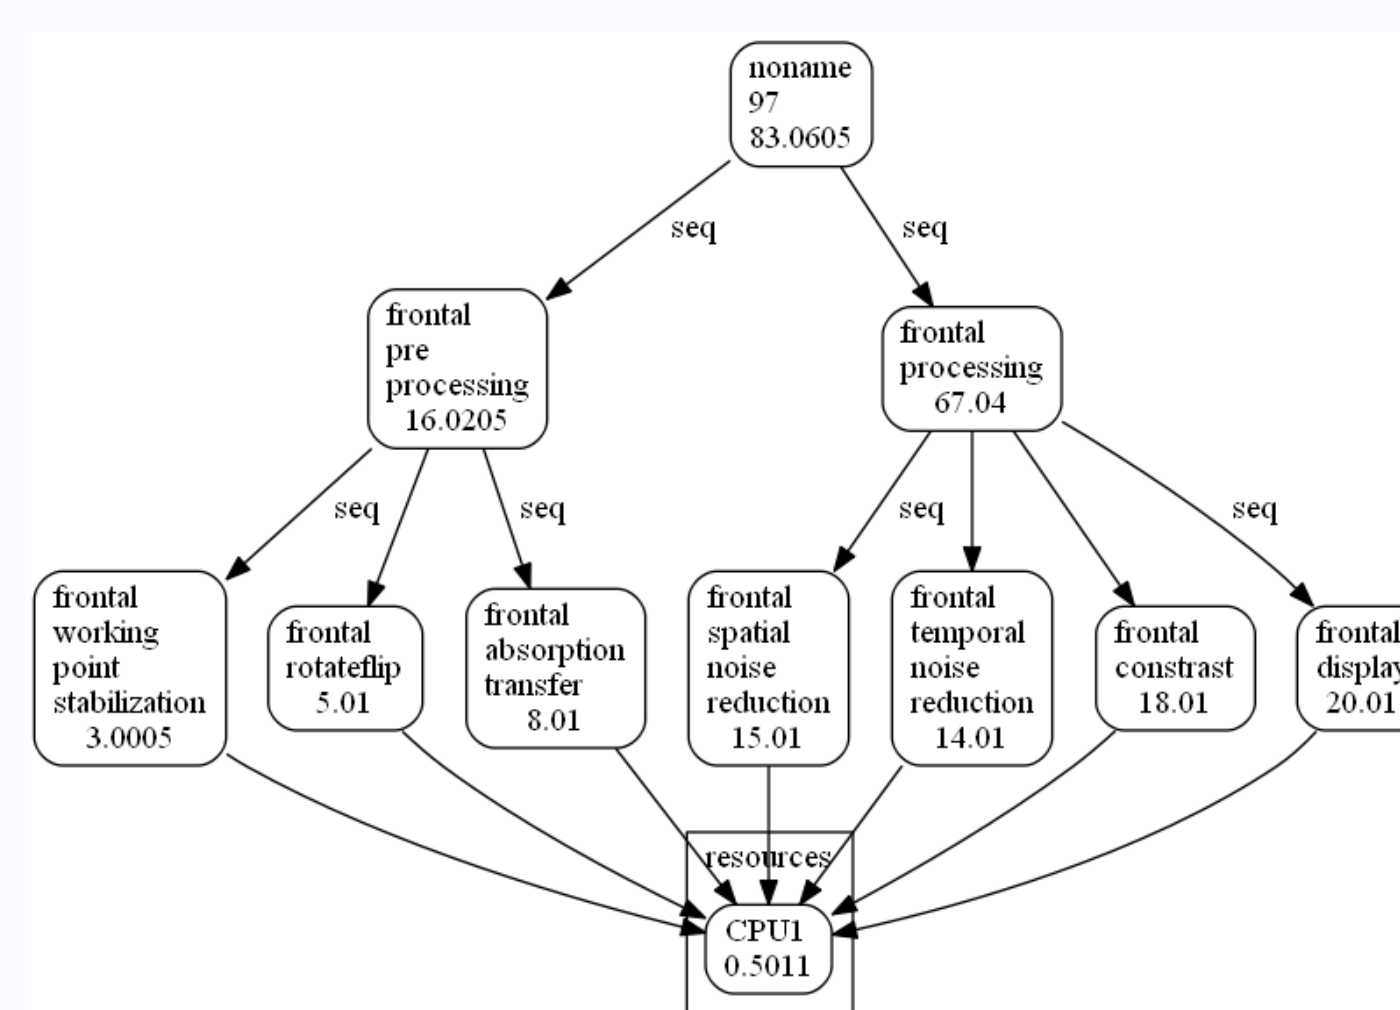 noname
97
83.0605
seq
seq
frontal
pre
processing
16.0205
frontal
processing
67.04
seq
seq
seq
seq
frontal
working
point
stabilization
3.0005
frontal
rotateflip
5.01
frontal
absorption
transfer
8.01
frontal
spatial
noise
reduction
15.01
frontal
temporal
noise
reduction
14.01
frontal
constrast
18.01
frontal
display
20.01
resources
CPU1
0.5011